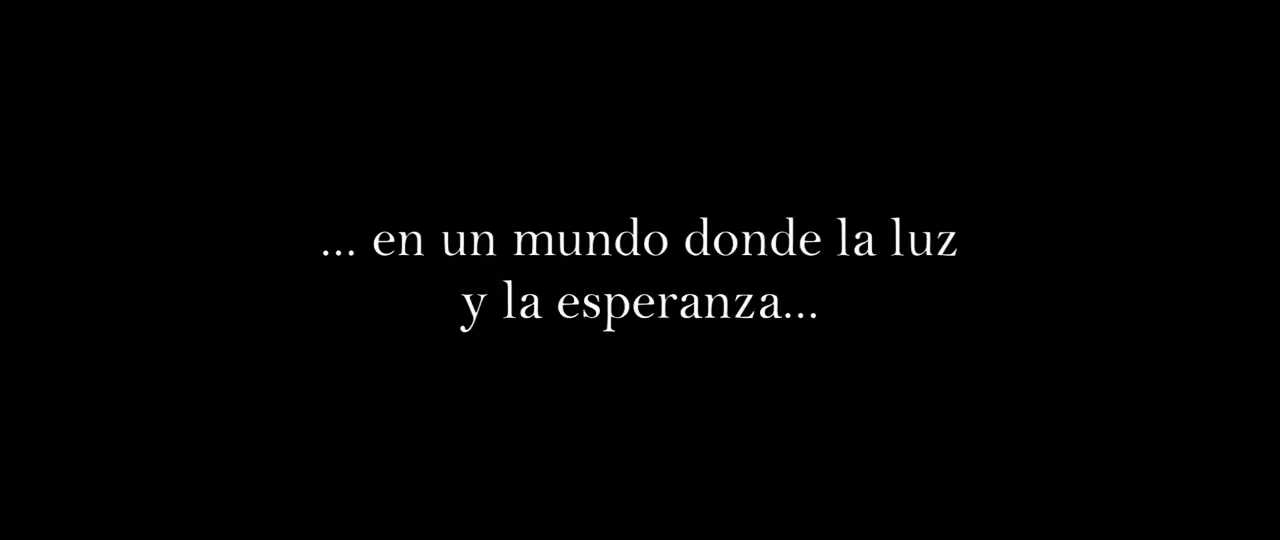 ... en un mundo donde la luz
y la esperanza...